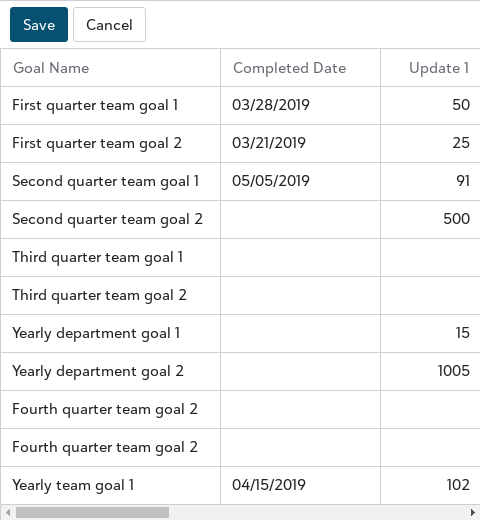 Save Cancel
Goal Name Completed Date Update 1
First quarter team goal 1 03/28/2019 50
First quarter team goal 2 03/21/2019 25
Second quarter team goal 1 05/05/2019 91
Second quarter team goal 2 500
Third quarter team goal 1
Third quarter team goal 2
Yearly department goal 1 15
Yearly department goal 2 1005
Fourth quarter team goal 2
Fourth quarter team goal 2
Yearly team goal 1 04/15/2019 102